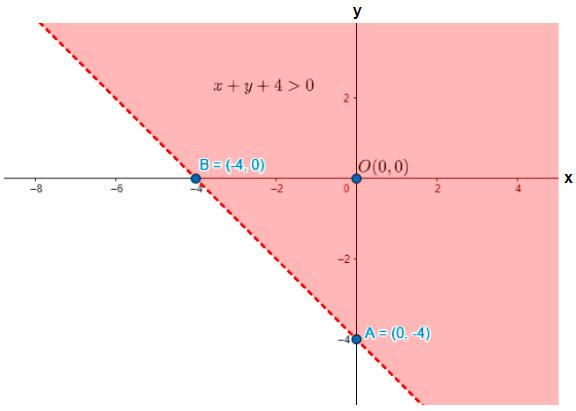 y
x + y + 4 > 0
2
B = (-4, 0)
O(0, 0)
−8
−6
−4
−2
0
2
4
x
−2
A = (0, -4)
−4